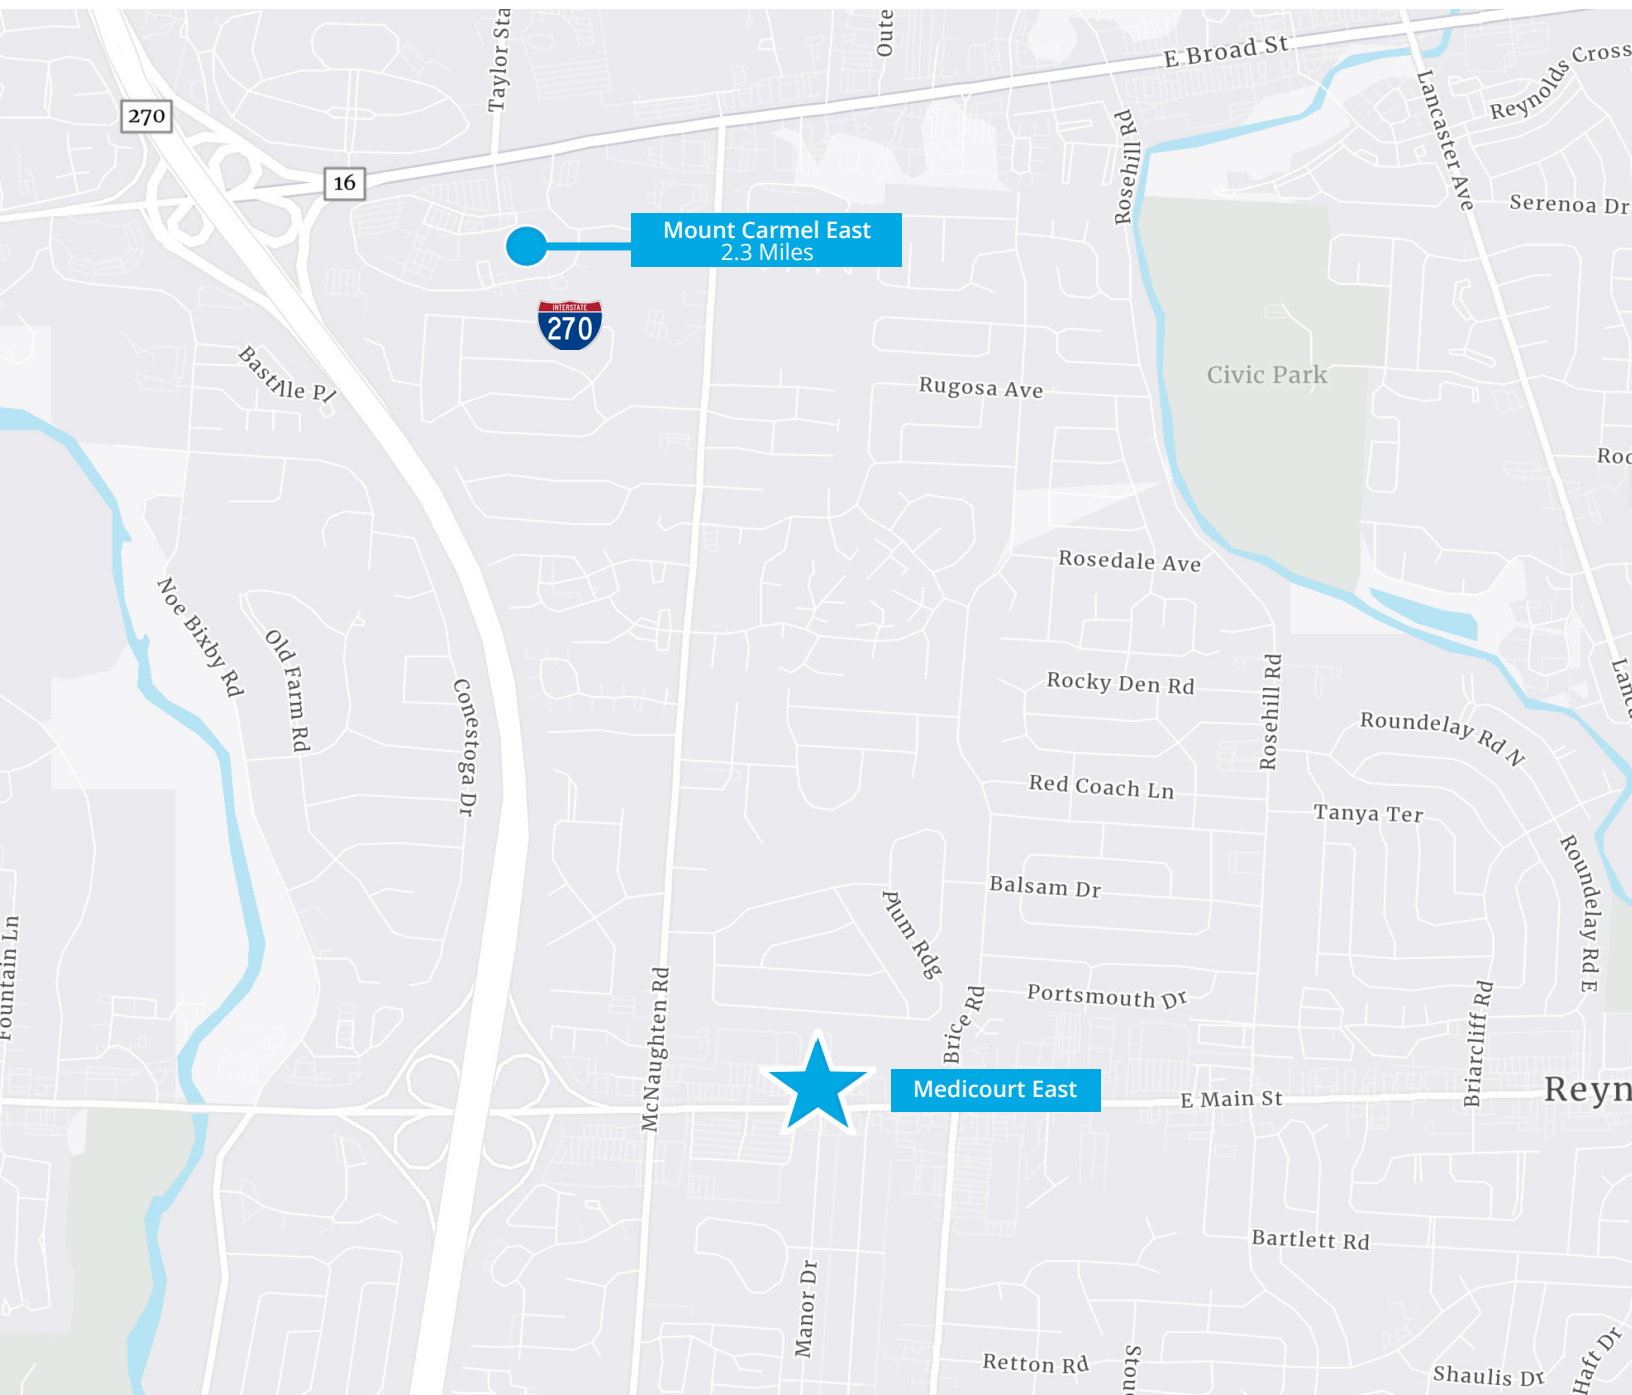 Taylor Sta
Oute
E Broad St
Lancaster Ave
Reynolds Cross
270
16
Rosehill Rd
Serenoa Dr
Mount Carmel East
2.3 Miles
INTERSTATE
270
Bastille Pl
Rugosa Ave
Civic Park
Roc
Rosedale Ave
Noe Bixby Rd
Old Farm Rd
Conestoga Dr
Rocky Den Rd
Rosehill Rd
Lanca
Roundelay Rd N
Red Coach Ln
Tanya Ter
Balsam Dr
Plum Rdg
Roundelay Rd E
Fountain Ln
McNaughten Rd
Brice Rd
Portsmouth Dr
Briarcliff Rd
Medicourt East
E Main St
Reyn
Bartlett Rd
Manor Dr
Retton Rd
Stono
Shaulis Dr
Haft Dr